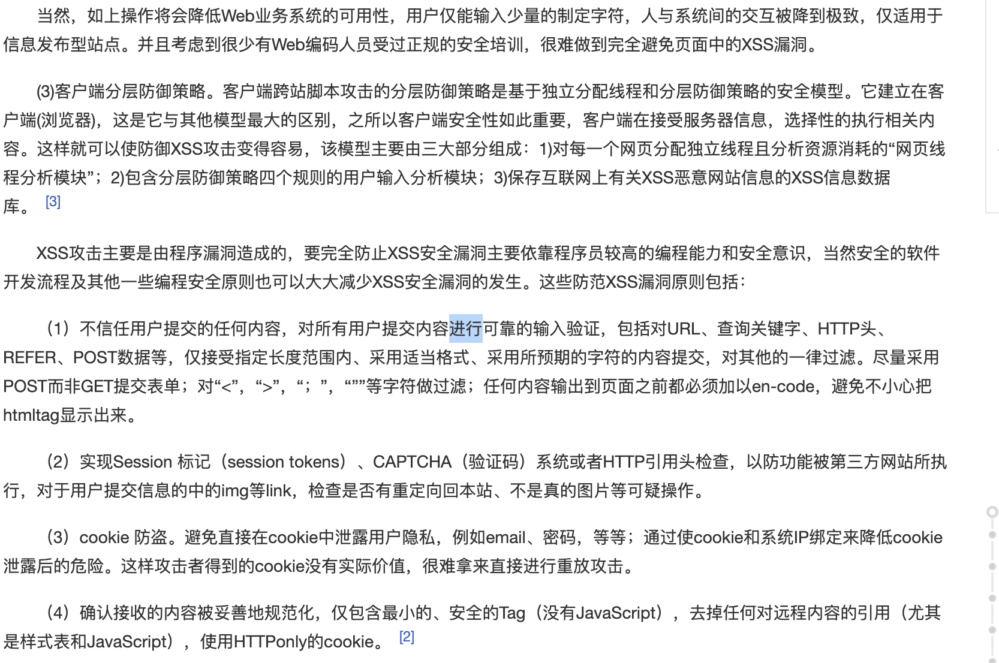 当然，如上操作将会降低Web业务系统的可用性，用户仅能输入少量的制定字符，人与系统间的交互被降到极致，仅适用于
信息发布型站点。并且考虑到很少有Web编码人员受过正规的安全培训，很难做到完全避免页面中的XSS漏洞。
(3)客户端分层防御策略。客户端跨站脚本攻击的分层防御策略是基于独立分配线程和分层防御策略的安全模型。它建立在客
户端(浏览器)，这是它与其他模型最大的区别，之所以客户端安全性如此重要，客户端在接受服务器信息，选择性的执行相关内
容。这样就可以使防御XSS攻击变得容易，该模型主要由三大部分组成：1)对每一个网页分配独立线程且分析资源消耗的“网页线
程分析模块”；2)包含分层防御策略四个规则的用户输入分析模块；3)保存互联网上有关XSS恶意网站信息的XSS信息数据
库。 [3]
XSS攻击主要是由程序漏洞造成的，要完全防止XSS安全漏洞主要依靠程序员较高的编程能力和安全意识，当然安全的软件
开发流程及其他一些编程安全原则也可以大大减少XSS安全漏洞的发生。这些防范XSS漏洞原则包括：
（1）不信任用户提交的任何内容，对所有用户提交内容进行可靠的输入验证，包括对URL、查询关键字、HTTP头、
REFER、POST数据等，仅接受指定长度范围内、采用适当格式、采用所预期的字符的内容提交，对其他的一律过滤。尽量采用
POST而非GET提交表单；对“<”，“>”，“；”，“””等字符做过滤；任何内容输出到页面之前都必须加以en-code，避免不小心把
htmltag显示出来。
（2）实现Session 标记（session tokens）、CAPTCHA（验证码）系统或者HTTP引用头检查，以防功能被第三方网站所执
行，对于用户提交信息的中的img等link，检查是否有重定向回本站、不是真的图片等可疑操作。
（3）cookie 防盗。避免直接在cookie中泄露用户隐私，例如email、密码，等等；通过使cookie和系统IP绑定来降低cookie
泄露后的危险。这样攻击者得到的cookie没有实际价值，很难拿来直接进行重放攻击。
（4）确认接收的内容被妥善地规范化，仅包含最小的、安全的Tag（没有JavaScript），去掉任何对远程内容的引用（尤其
是样式表和JavaScript），使用HTTPonly的cookie。 [2]